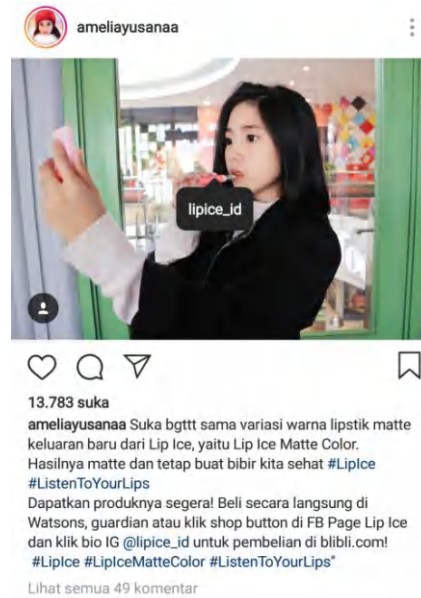 ameliayusanaa
lipice_id
13.783 suka
ameliayusanaa Suka bgttt sama variasi warna lipstik matte
keluaran baru dari Lip Ice, yaitu Lip Ice Matte Color.
Hasilnya matte dan tetap buat bibir kita sehat #LipIce
#ListenToYourLips
Dapatkan produknya segera! Beli secara langsung di
Watsons, guardian atau klik shop button di FB Page Lip Ice
dan klik bio IG @lipice_id untuk pembelian di blibli.com!
#LipIce #LipIceMatteColor #ListenToYourLips"
Lihat semua 49 komentar